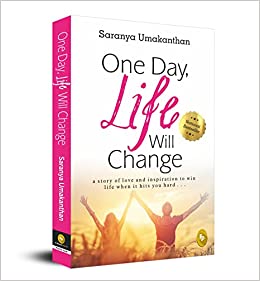 Saranya Umakanthan
One Day,
Life
Will
Change
a story of love and inspiration to win
life when it hits you hard . . .
One Day, Life Will Change
Saranya Umakanthan